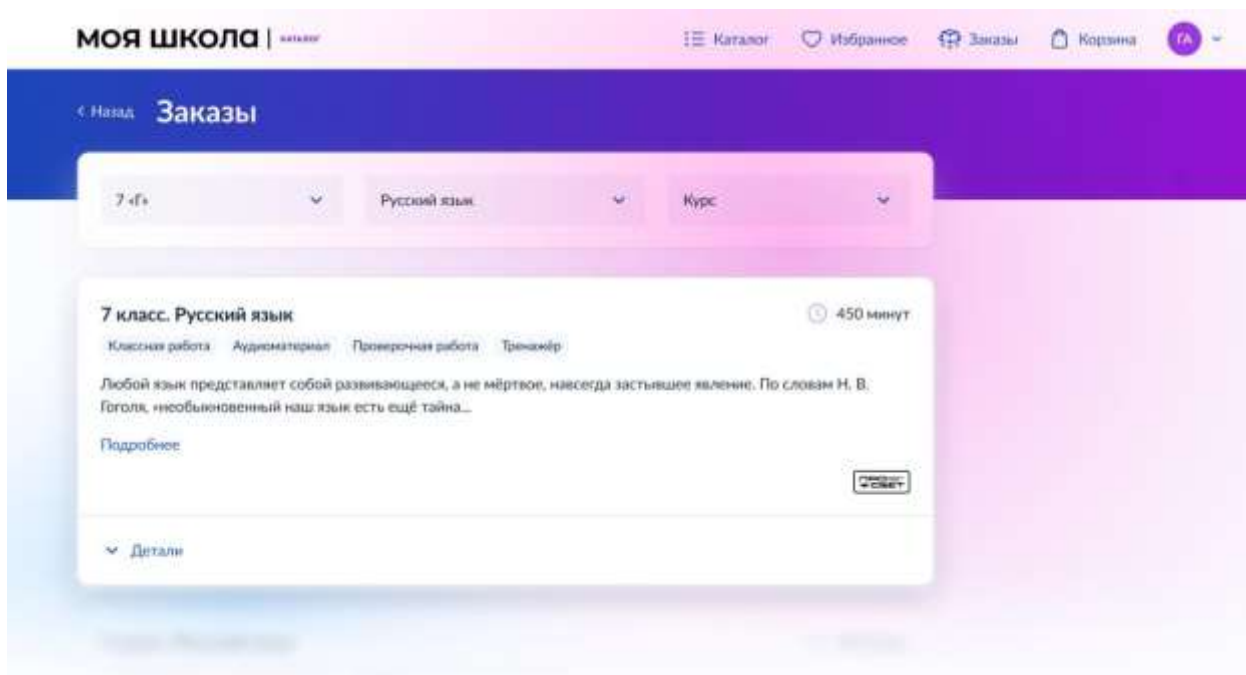 МОЯ ШКОЛА | КАТАЛОГ
Каталог
Избранное
Заказы
Корзина
ГА
< Назад
Заказы
7 «Г»
Русский язык
Курс
7 класс. Русский язык
450 минут
Классная работа Аудиоматериал Проверочная работа Тренажёр
Любой язык представляет собой развивающееся, а не мёртвое, навсегда застывшее явление. По словам Н. В.
Гоголя, «необыкновенный наш язык есть ещё тайна...
Подробнее
Детали